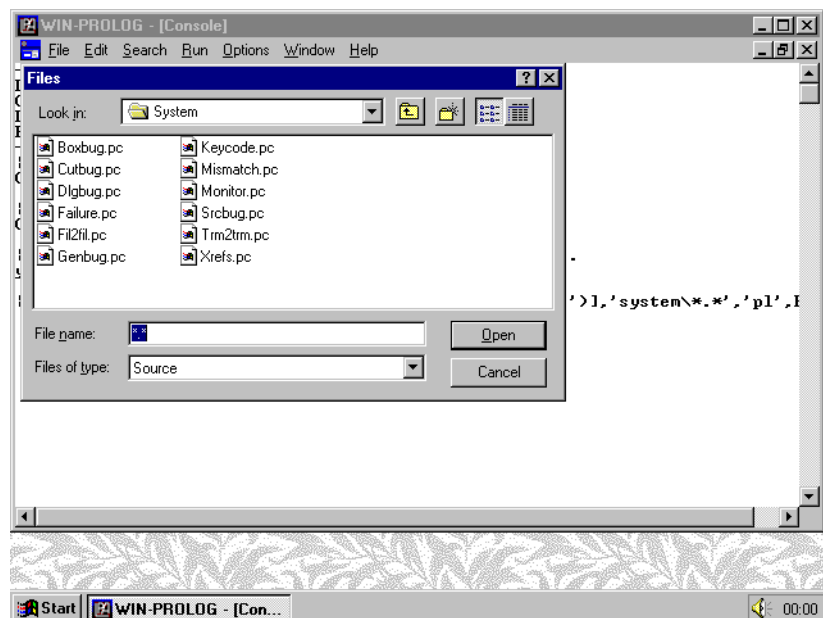 WIN-PROLOG - [Console]
File Edit Search Run Options Window Help
Files
Look in: System
Boxbug.pc
Cutbug.pc
Dlgbug.pc
Failure.pc
Fil2fil.pc
Genbug.pc
Keycode.pc
Mismatch.pc
Monitor.pc
Srcbug.pc
Trm2trm.pc
Xrefs.pc
')],'system\*.*','pl',
File name: *.*
Open
Files of type: Source
Cancel
Start WIN-PROLOG - [Con... 00:00